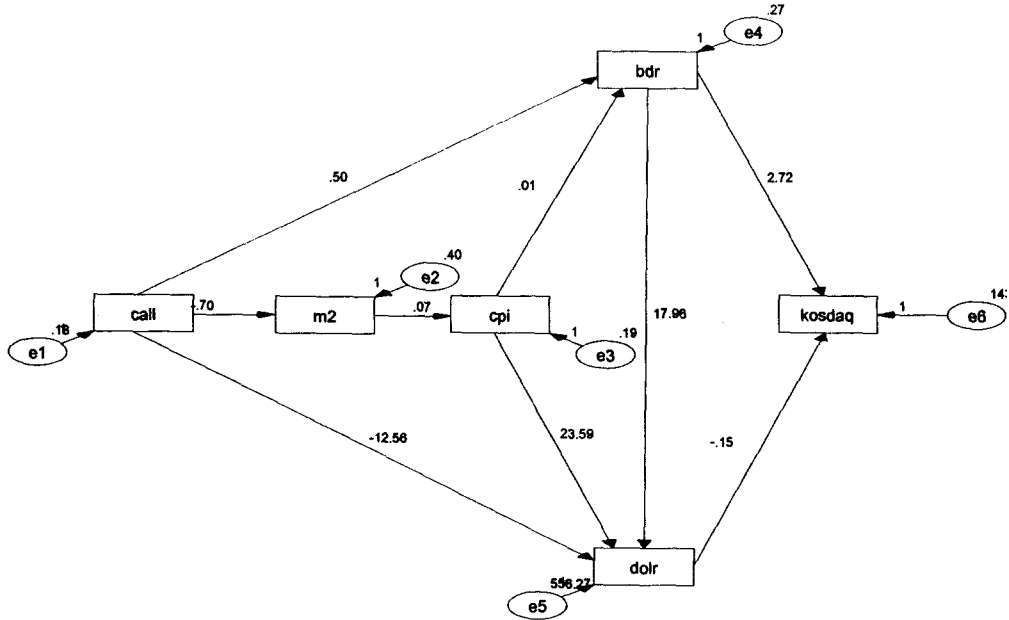 .27
e4
1
bdr
.50
.01
2.72
.40
e2
1
call
-.70
m2
.07
cpi
17.96
kosdaq
1
e6
.18
e1
1
.19
e3
-12.56
23.59
-.15
dolr
e5